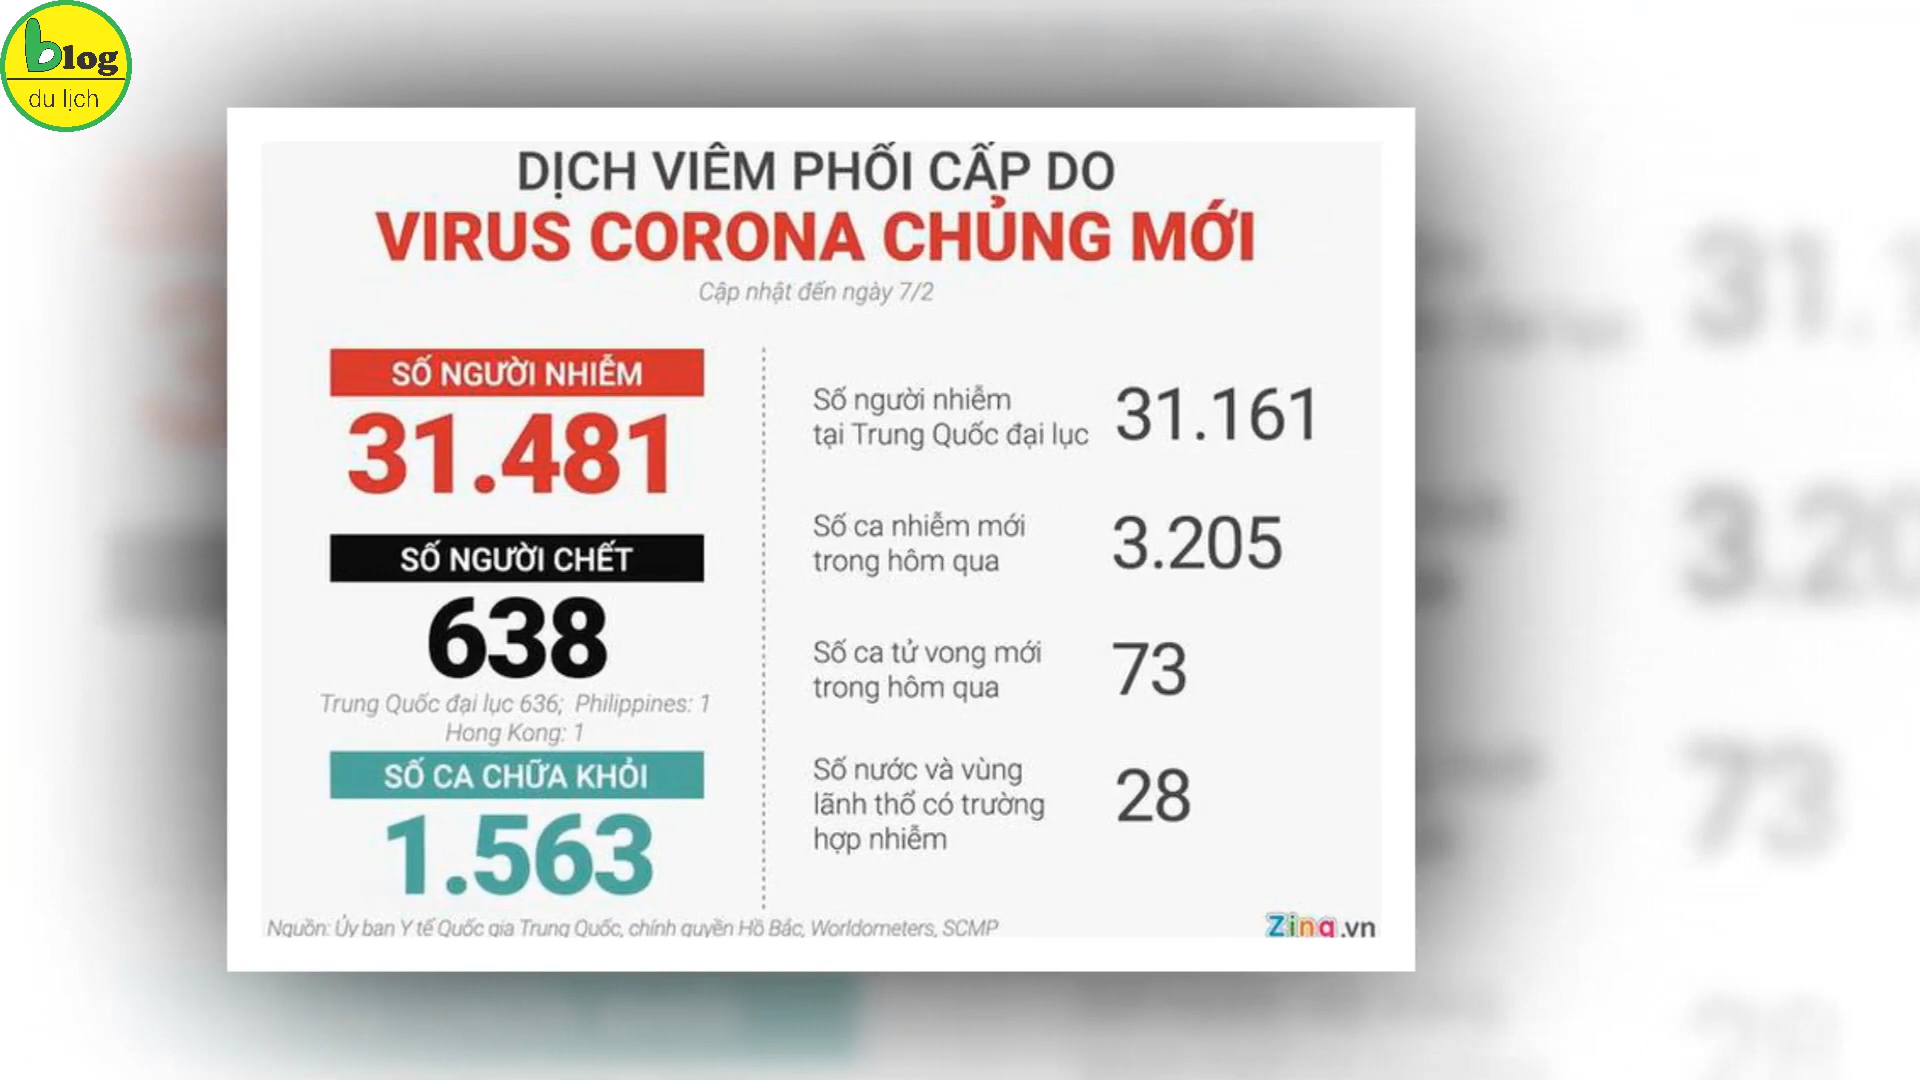 blog
du lịch
DỊCH VIÊM PHỔI CẤP DO
VIRUS CORONA CHỦNG MỚI
Cập nhật đến ngày 7/2
SỐ NGƯỜI NHIỄM
31.481
SỐ NGƯỜI CHẾT
638
Trung Quốc đại lục 636; Philippines: 1
Hong Kong: 1
SỐ CA CHỮA KHỎI
1.563
Số người nhiễm
tại Trung Quốc đại lục
31.161
Số ca nhiễm mới
trong hôm qua
3.205
Số ca tử vong mới
trong hôm qua
73
Số nước và vùng
lãnh thổ có trường
hợp nhiễm
28
Nguồn: Ủy ban Y tế Quốc gia Trung Quốc, chính quyền Hồ Bắc, Worldometers, SCMP
Zing.vn